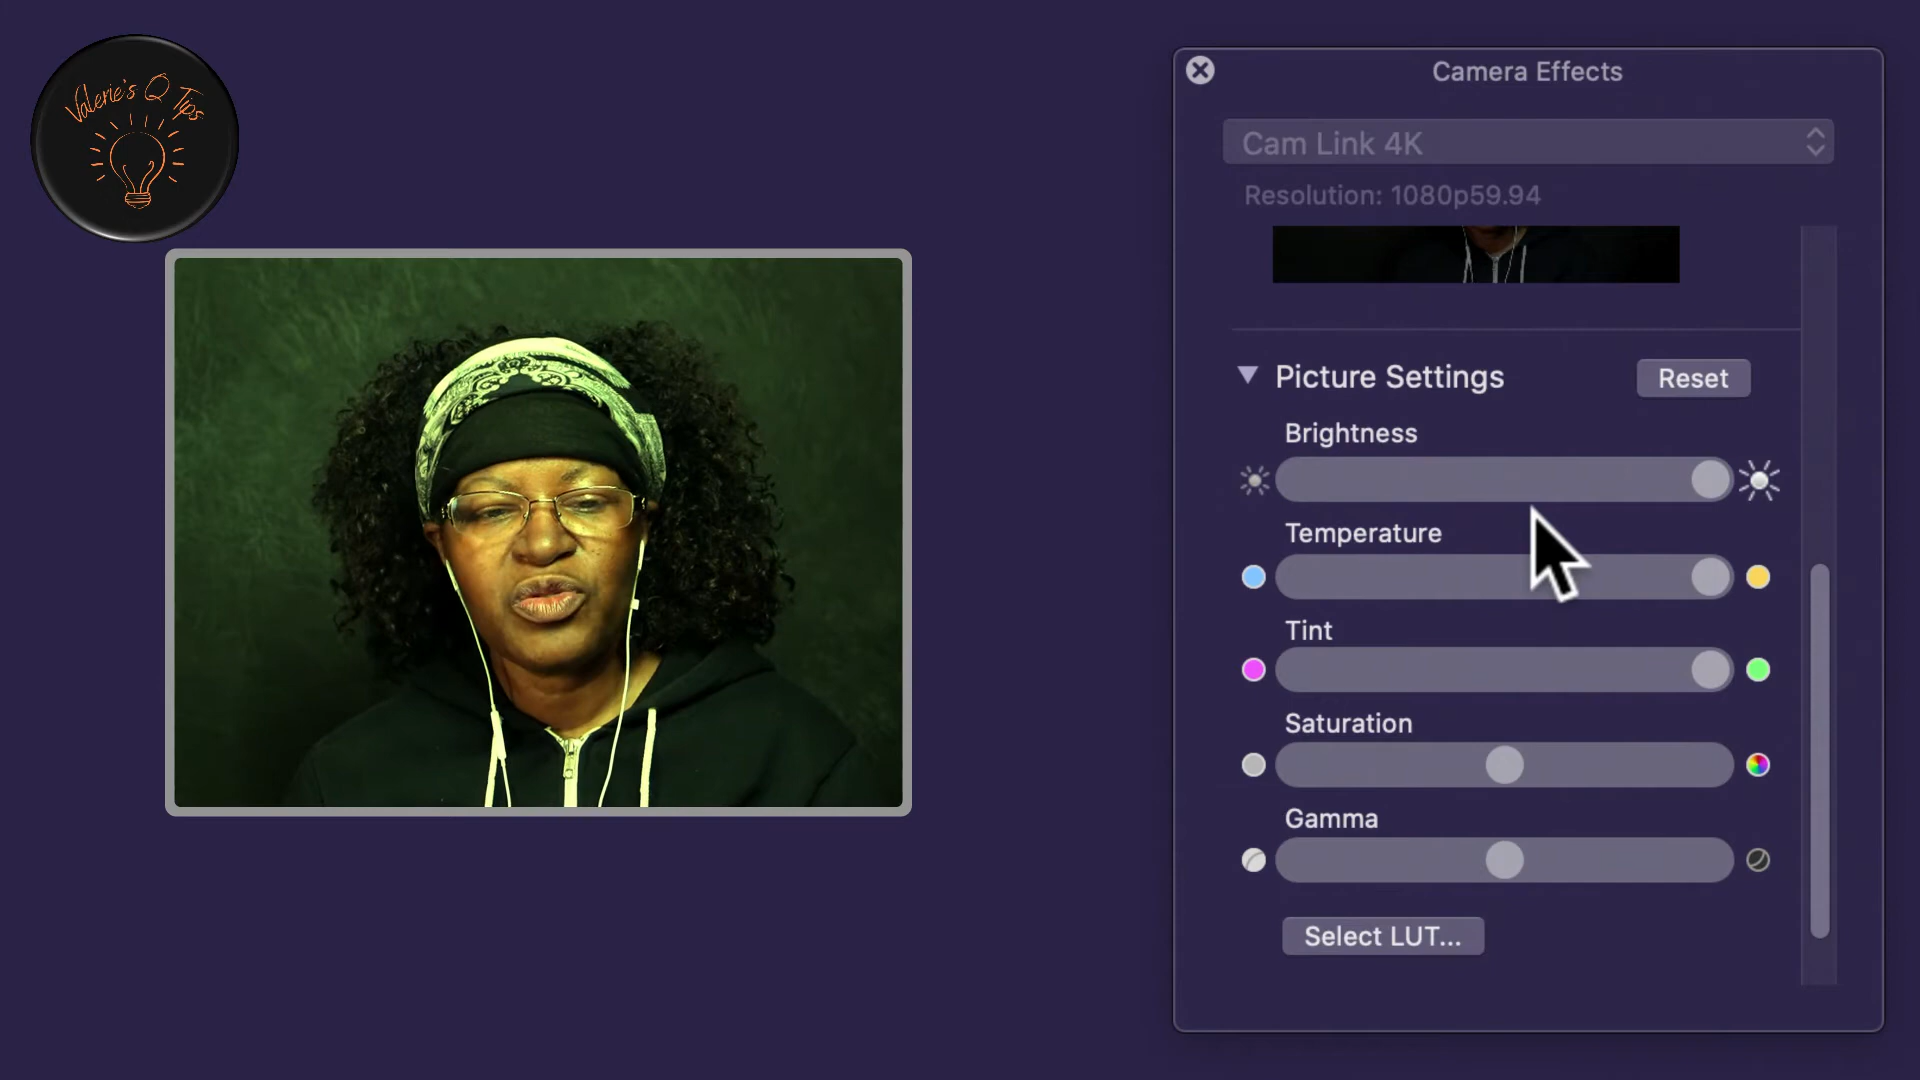 Valerie's Q Tips
Camera Effects
Cam Link 4K
Resolution: 1080p59.94
Picture Settings
Reset
Brightness
Temperature
Tint
Saturation
Gamma
Select LUT...